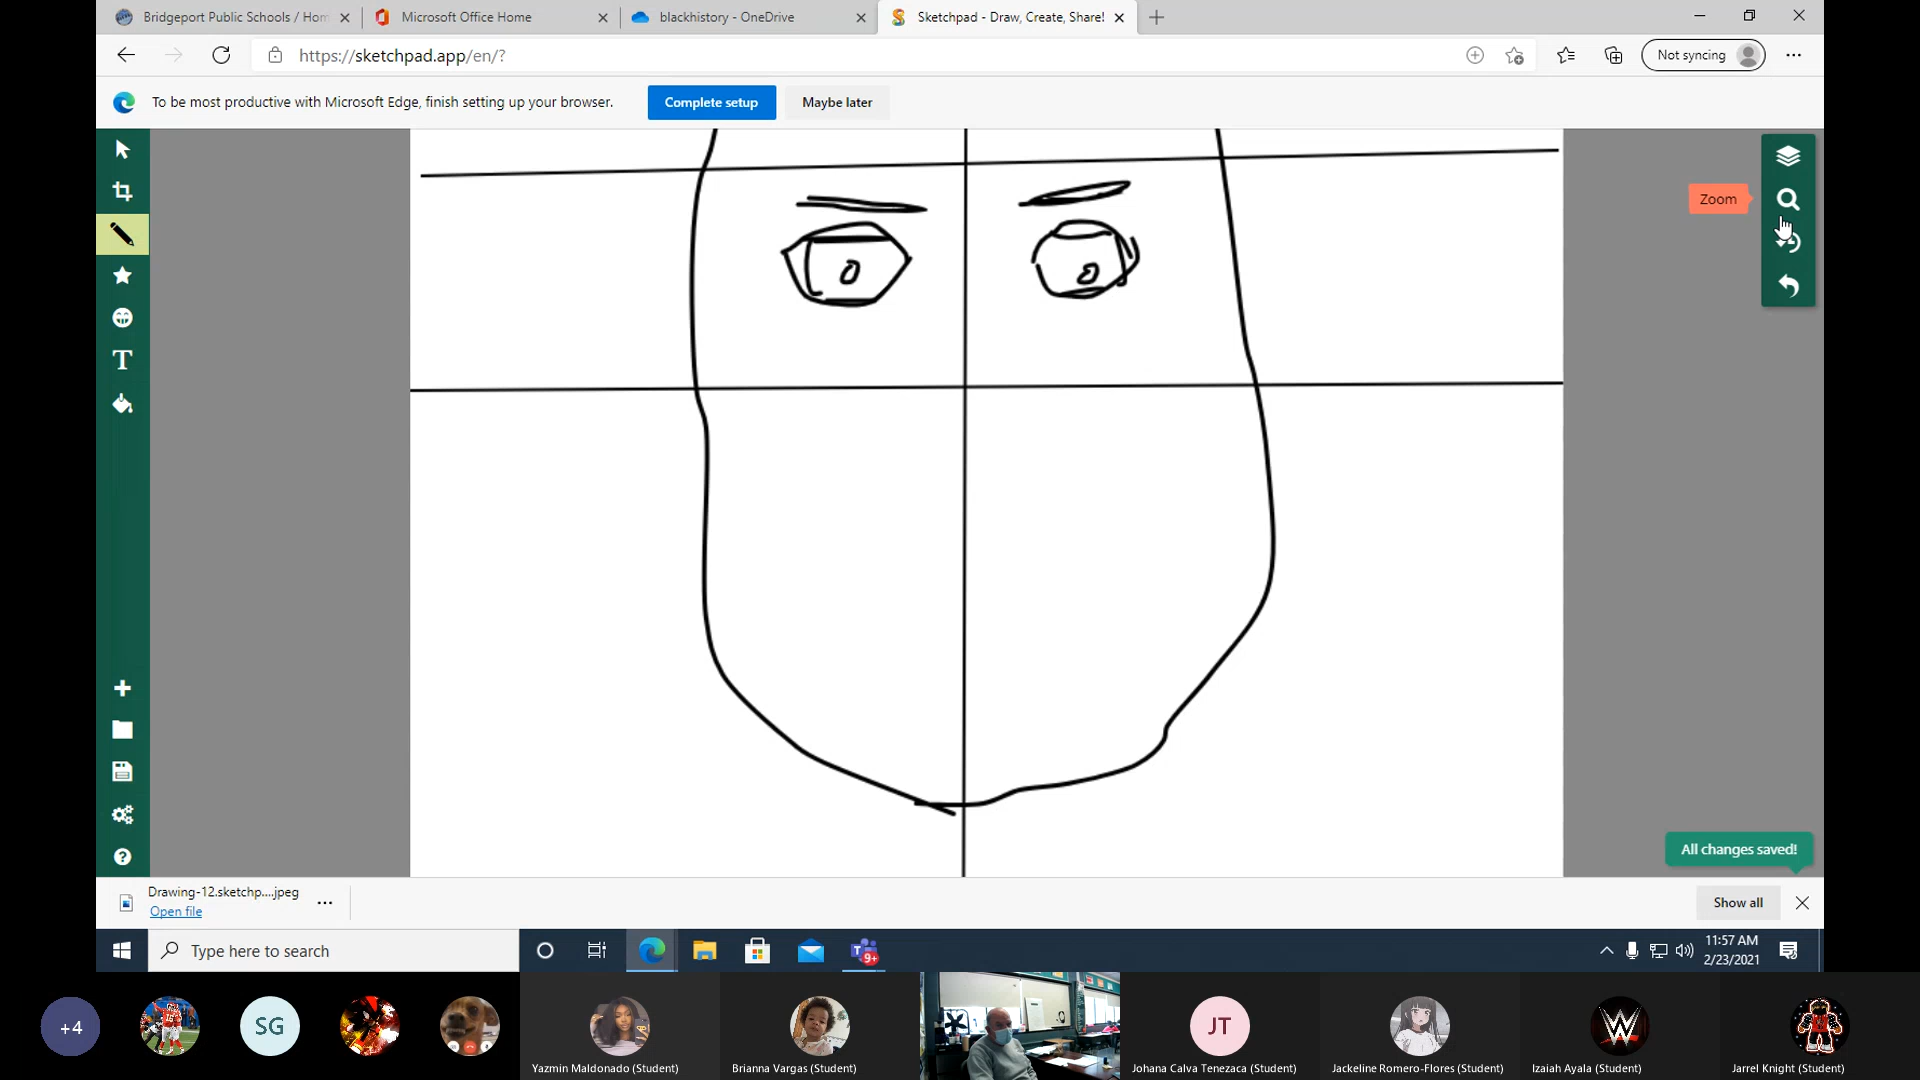 Bridgeport Public Schools / Hom
Microsoft Office Home
blackhistory - OneDrive
Sketchpad - Draw, Create, Share!
https://sketchpad.app/en/?
Not syncing
To be most productive with Microsoft Edge, finish setting up your browser.
Complete setup
Maybe later
Zoom
T
All changes saved!
Drawing-12.sketchp....jpeg
Open file
Show all
Type here to search
T
9+
11:57 AM
2/23/2021
+4
SG
JT
W
Yazmin Maldonado (Student)
Brianna Vargas (Student)
Johana Calva Tenezaca (Student)
Jackeline Romero-Flores (Student)
Izaiah Ayala (Student)
Jarrel Knight (Student)